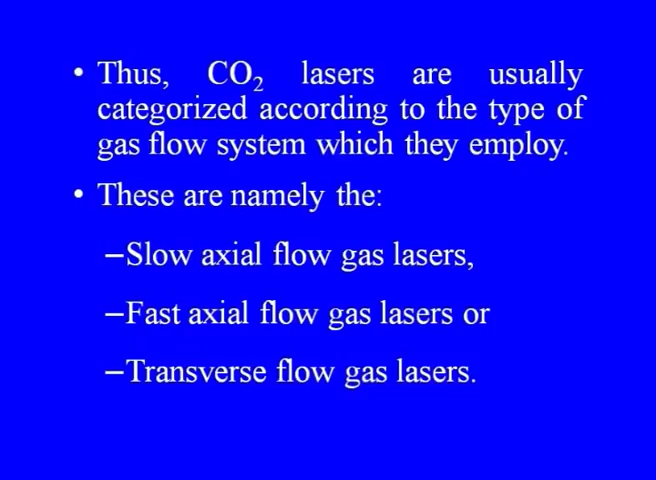 • Thus, CO₂ lasers are usually
categorized according to the type of
gas flow system which they employ.
• These are namely the:
–Slow axial flow gas lasers,
–Fast axial flow gas lasers or
–Transverse flow gas lasers.